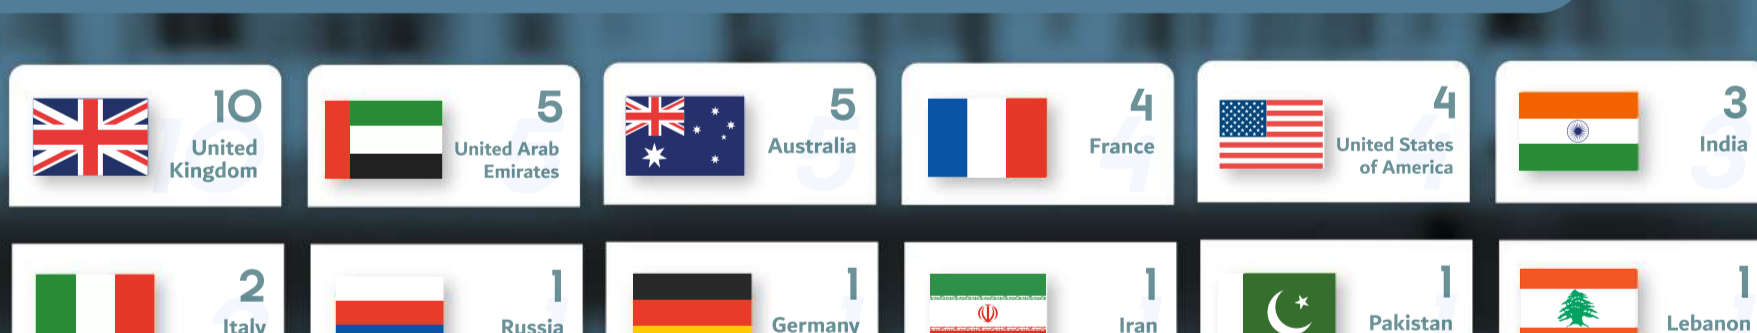 10
United
Kingdom
5
United Arab
Emirates
5
Australia
4
France
4
United States
of America
3
India
2
Italy
1
Russia
1
Germany
1
Iran
1
Pakistan
1
Lebanon